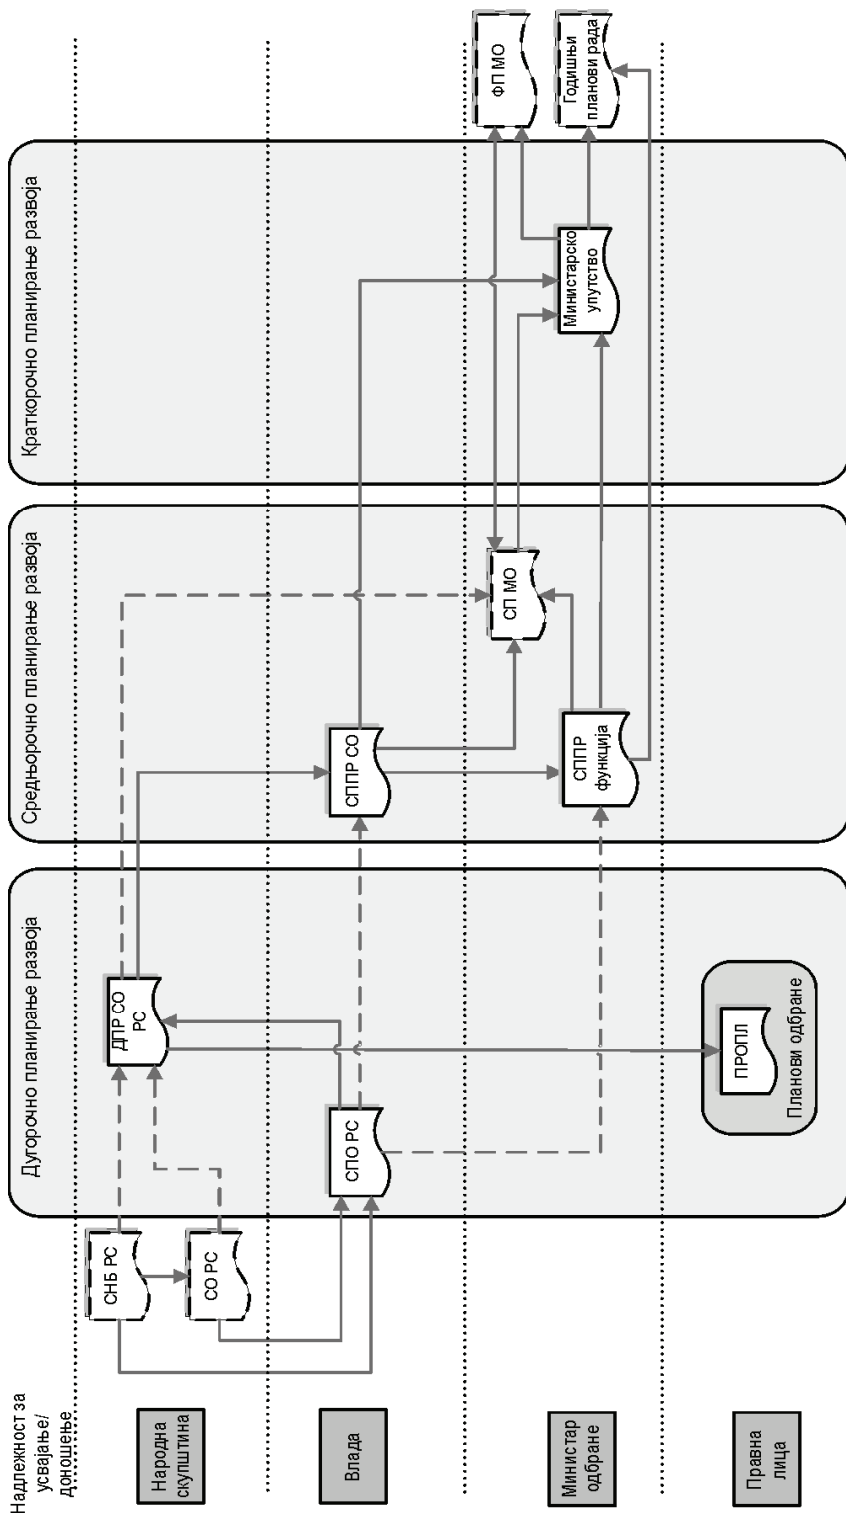 Надлежност за
усвајање/
доношење
Дугорочно планирање развоја
Средњорочно планирање развоја
Краткорочно планирање развоја
Народна
скупштина
СНБ РС
СО РС
ДПР СО
РС
Влада
СПО РС
СППР СО
Министар
одбране
СППР
функција
СП МО
Министарско
упутство
ФП МО
Годишњи
планови рада
Правна
лица
ПРОПЛ
Планови одбране